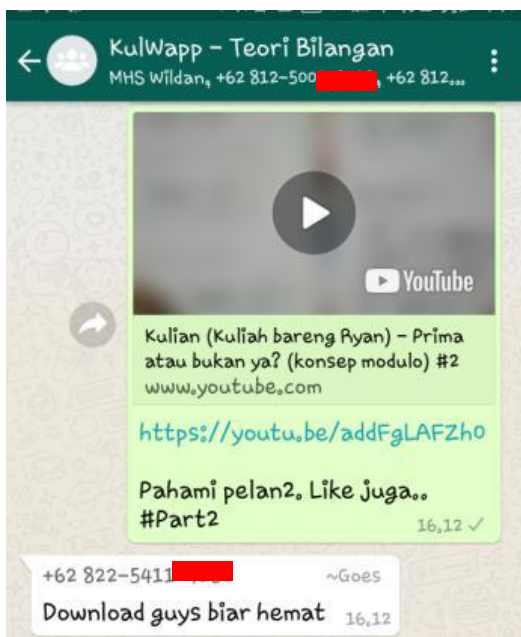 KulWapp – Teori Bilangan
MHS Wildan, +62 812-500 , +62 812...
YouTube
Kulian (Kuliah bareng Ryan) – Prima
atau bukan ya? (konsep modulo) #2
www.youtube.com
https://youtu.be/addFgLAFZh0
Pahami pelan2. Like juga..
#Part2
16.12
+62 822-5411
~Goes
Download guys biar hemat
16.12